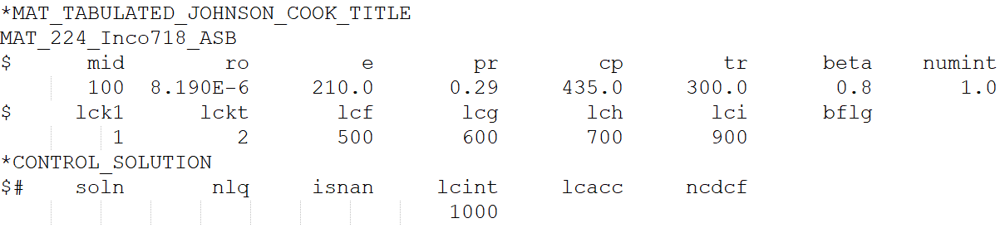 *MAT_TABULATED_JOHNSON_COOK_TITLE
MAT_224_Inco718_ASB
$      mid        ro         e        pr        cp        tr      beta    numint
       100  8.190E-6     210.0      0.29     435.0     300.0       0.8       1.0
$     lck1      lckt       lcf       lcg       lch       lci      bflg
         1         2       500       600       700       900
*CONTROL_SOLUTION
$#    soln       nlq     isnan     lcint     lcacc     ncdcf
                                    1000